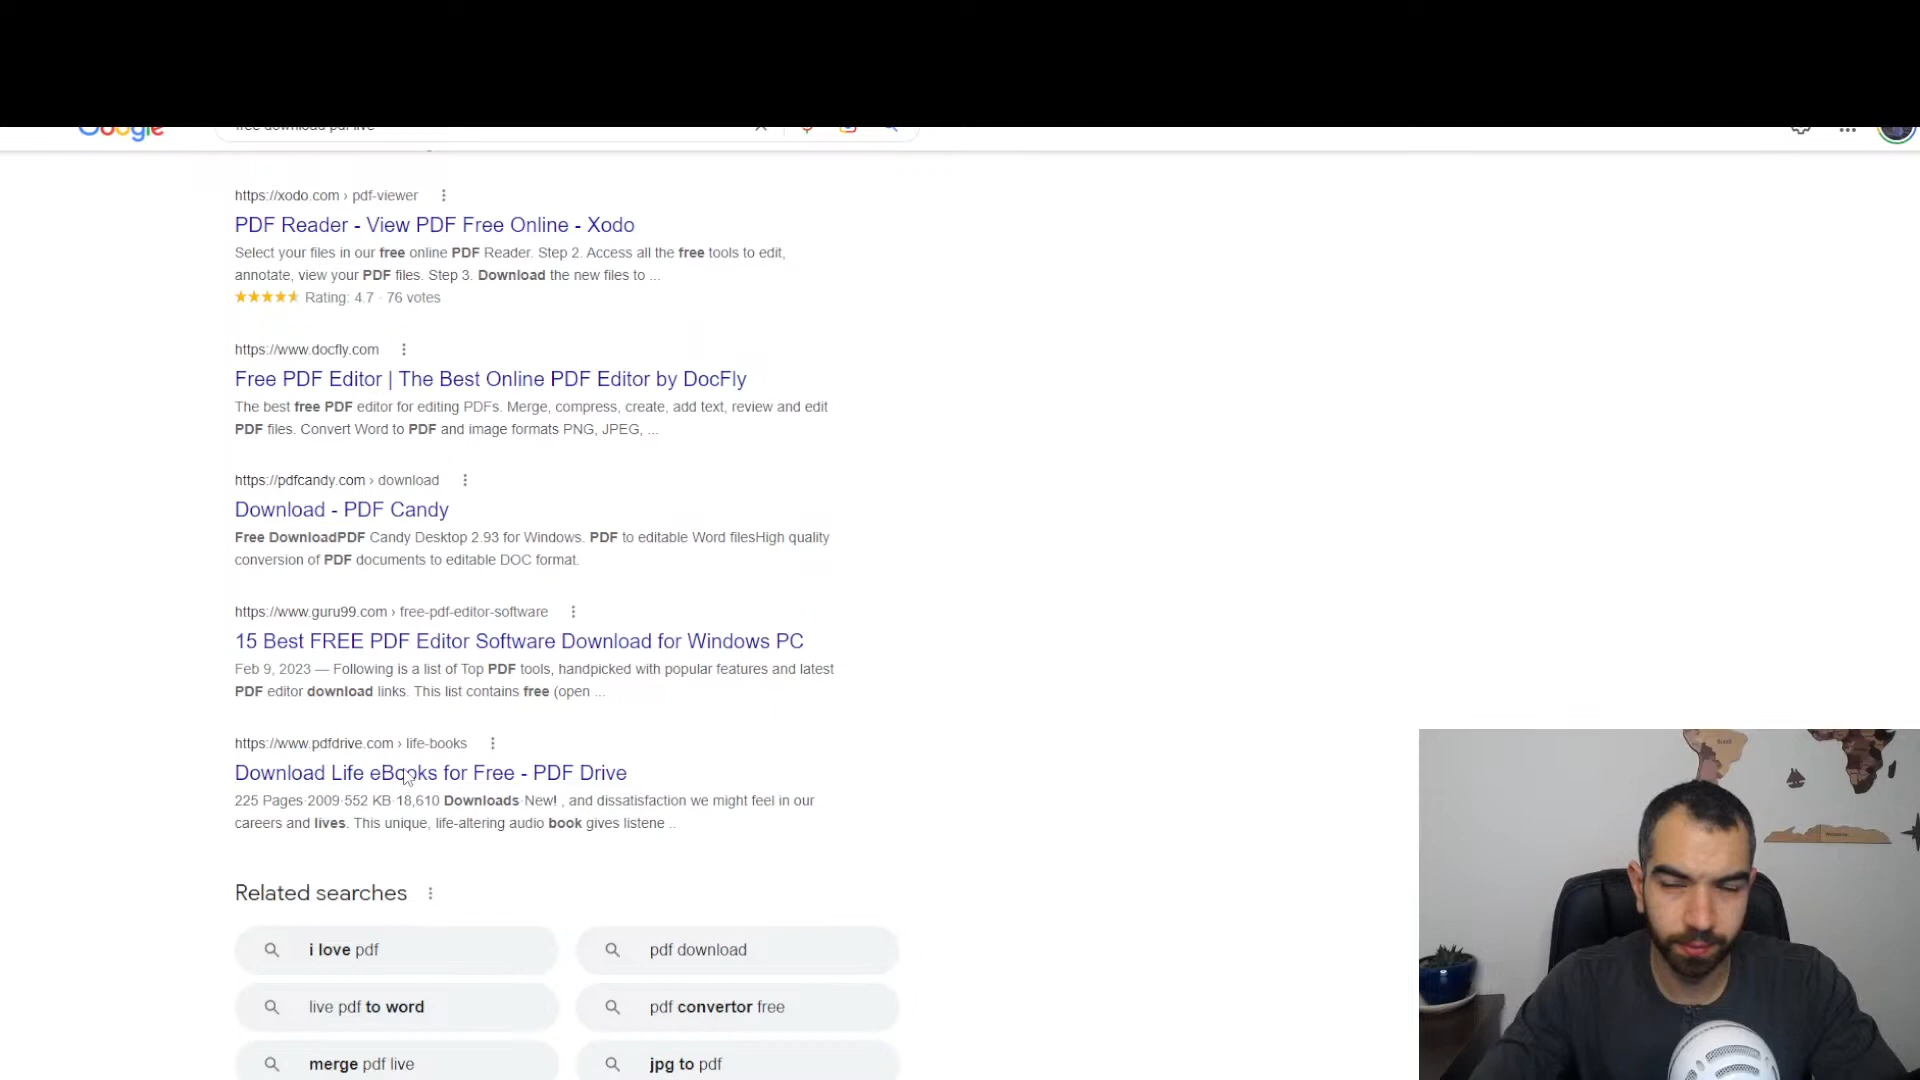 Google
free download pdf live
https://xodo.com › pdf-viewer
PDF Reader - View PDF Free Online - Xodo
Select your files in our free online PDF Reader. Step 2. Access all the free tools to edit,
annotate, view your PDF files. Step 3. Download the new files to ...
Rating: 4.7 · 76 votes
https://www.docfly.com
Free PDF Editor | The Best Online PDF Editor by DocFly
The best free PDF editor for editing PDFs. Merge, compress, create, add text, review and edit
PDF files. Convert Word to PDF and image formats PNG, JPEG, ...
https://pdfcandy.com › download
Download - PDF Candy
Free DownloadPDF Candy Desktop 2.93 for Windows. PDF to editable Word filesHigh quality
conversion of PDF documents to editable DOC format.
https://www.guru99.com › free-pdf-editor-software
15 Best FREE PDF Editor Software Download for Windows PC
Feb 9, 2023 — Following is a list of Top PDF tools, handpicked with popular features and latest
PDF editor download links. This list contains free (open ...
https://www.pdfdrive.com › life-books
Download Life eBooks for Free - PDF Drive
225 Pages·2009·552 KB·18,610 Downloads·New! , and dissatisfaction we might feel in our
careers and lives. This unique, life-altering audio book gives listene ..
Related searches
i love pdf
pdf download
live pdf to word
pdf convertor free
merge pdf live
jpg to pdf